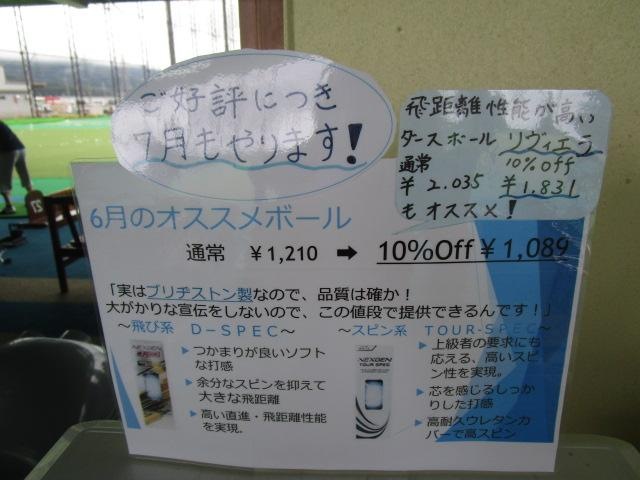 ご好評につき
7月もやります!
飛距離性能が高い
ダースボール リヴィエラ
通常 10%off
¥2.035 ¥1.831
もオススメ!
6月のオススメボール
通常 ¥1,210 ➡ 10%Off¥1,089
「実はブリヂストン製なので、品質は確か!
大がかりな宣伝をしないので、この値段で提供できるんです!」
~飛び系 D-SPEC~
つかまりが良いソフト
な打感
余分なスピンを抑えて
大きな飛距離
高い直進・飛距離性能
を実現。
~スピン系 TOUR-SPEC~
上級者の要求にも
応える、高いスピ
ン性を実現。
芯を感じるしっか
りした打感
高耐久ウレタンカ
バーで高スピン
NEXGEN
NEXGEN
TOUR SPEC